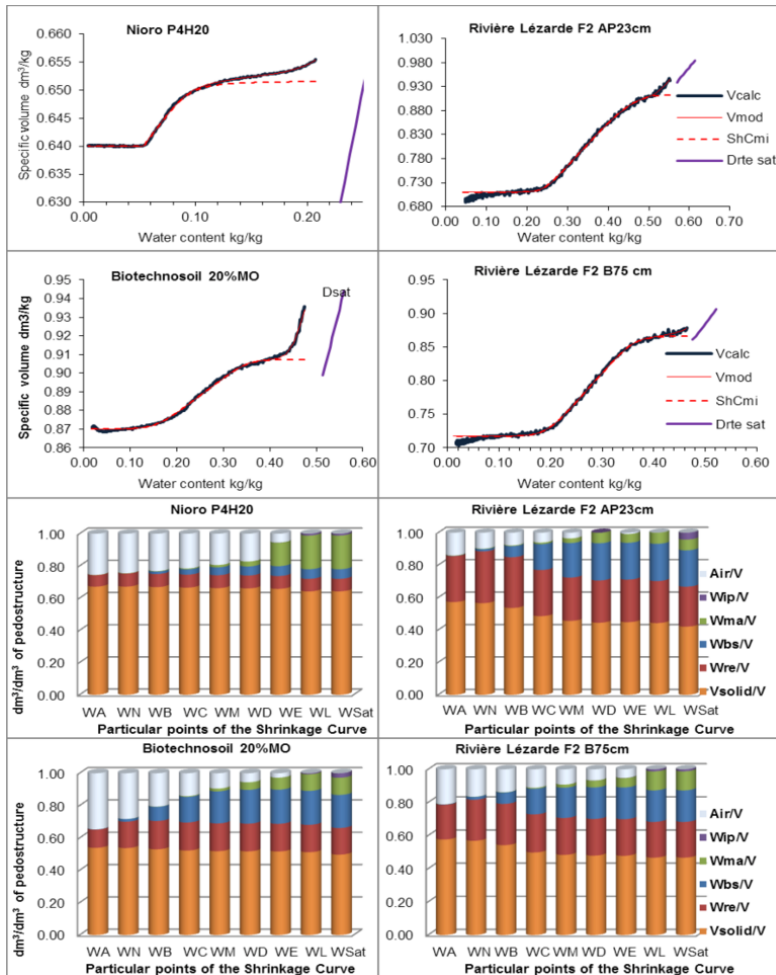 Nioro P4H20
Specific volume dm³/kg
0.660
0.655
0.650
0.645
0.640
0.635
0.630
0.00 0.10 0.20
Water content kg/kg
Rivière Lézarde F2 AP23cm
1.030
0.980
0.930
0.880
0.830
0.780
0.730
0.680
Vcalc
Vmod
ShCmi
Drte sat
0.00 0.10 0.20 0.30 0.40 0.50 0.60 0.70
Water content kg/kg
Biotechnosoil 20%MO
Specific volume dm3/kg
0.95
0.94
0.93
0.92
0.91
0.90
0.89
0.88
0.87
0.86
Dsat
0.00 0.10 0.20 0.30 0.40 0.50 0.60
Water content kg/kg
Rivière Lézarde F2 B75 cm
0.95
0.90
0.85
0.80
0.75
0.70
Vcalc
Vmod
ShCmi
Drte sat
0.00 0.10 0.20 0.30 0.40 0.50 0.60
Water content kg/kg
Nioro P4H20
dm³/dm³ of pedostructure
1.00
0.80
0.60
0.40
0.20
0.00
WA WN WB WC WM WD WE WL WSat
Particular points of the Shrinkage Curve
Rivière Lézarde F2 AP23cm
1.00
0.80
0.60
0.40
0.20
0.00
Air/V
Wip/V
Wma/V
Wbs/V
Wre/V
Vsolid/V
WA WN WB WC WM WD WE WL WSat
Particular points of the Shrinkage Curve
Biotechnosoil 20%MO
dm³/dm³ of pedostructure
1.00
0.80
0.60
0.40
0.20
0.00
WA WN WB WC WM WD WE WL WSat
Particular points of the Shrinkage Curve
Rivière Lézarde F2 B75cm
1.00
0.80
0.60
0.40
0.20
0.00
Air/V
Wip/V
Wma/V
Wbs/V
Wre/V
Vsolid/V
WA WN WB WC WM WD WE WL WSat
Particular points of the Shrinkage Curve